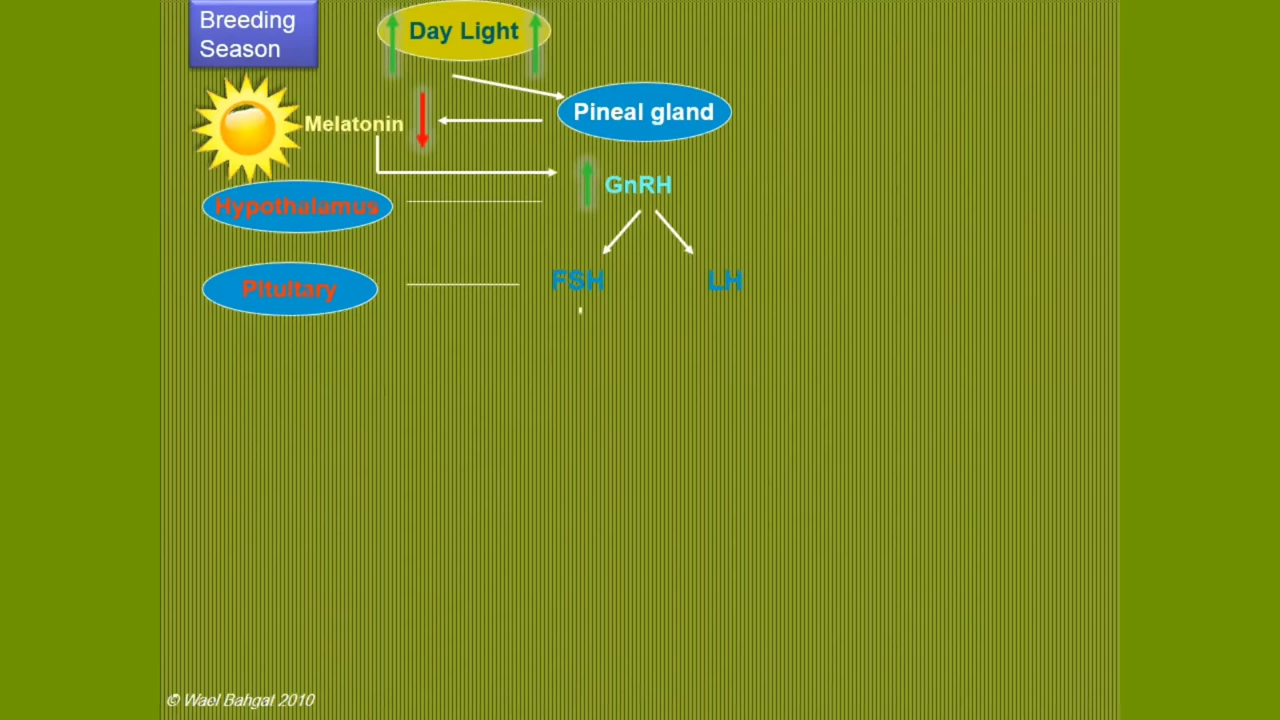 Breeding
Season
Day Light
Pineal gland
Melatonin
GnRH
Hypothalamus
FSH
LH
Pituitary
© Wael Bahgat 2010